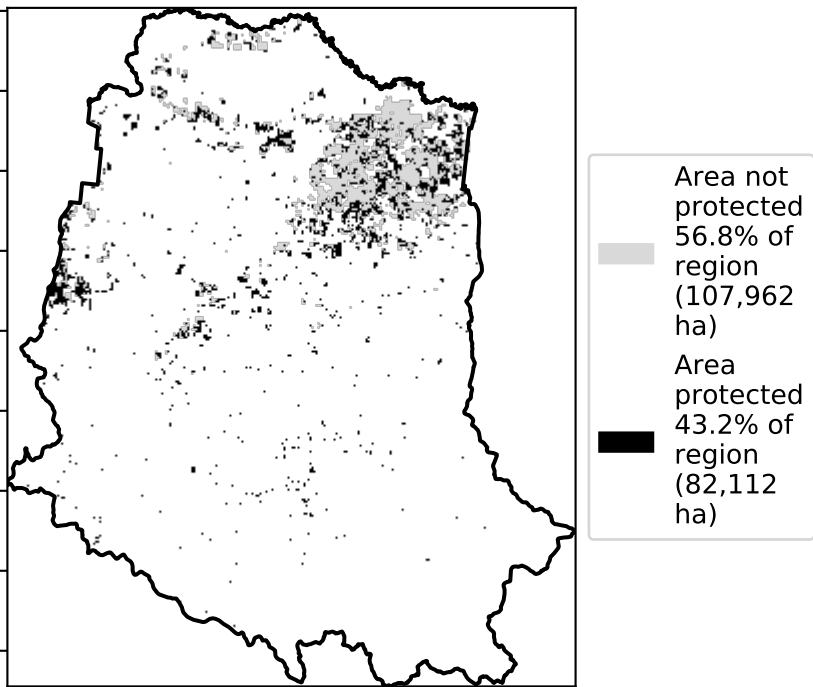 Area not
protected
56.8% of
region
(107,962
ha)
Area
protected
43.2% of
region
(82,112
ha)